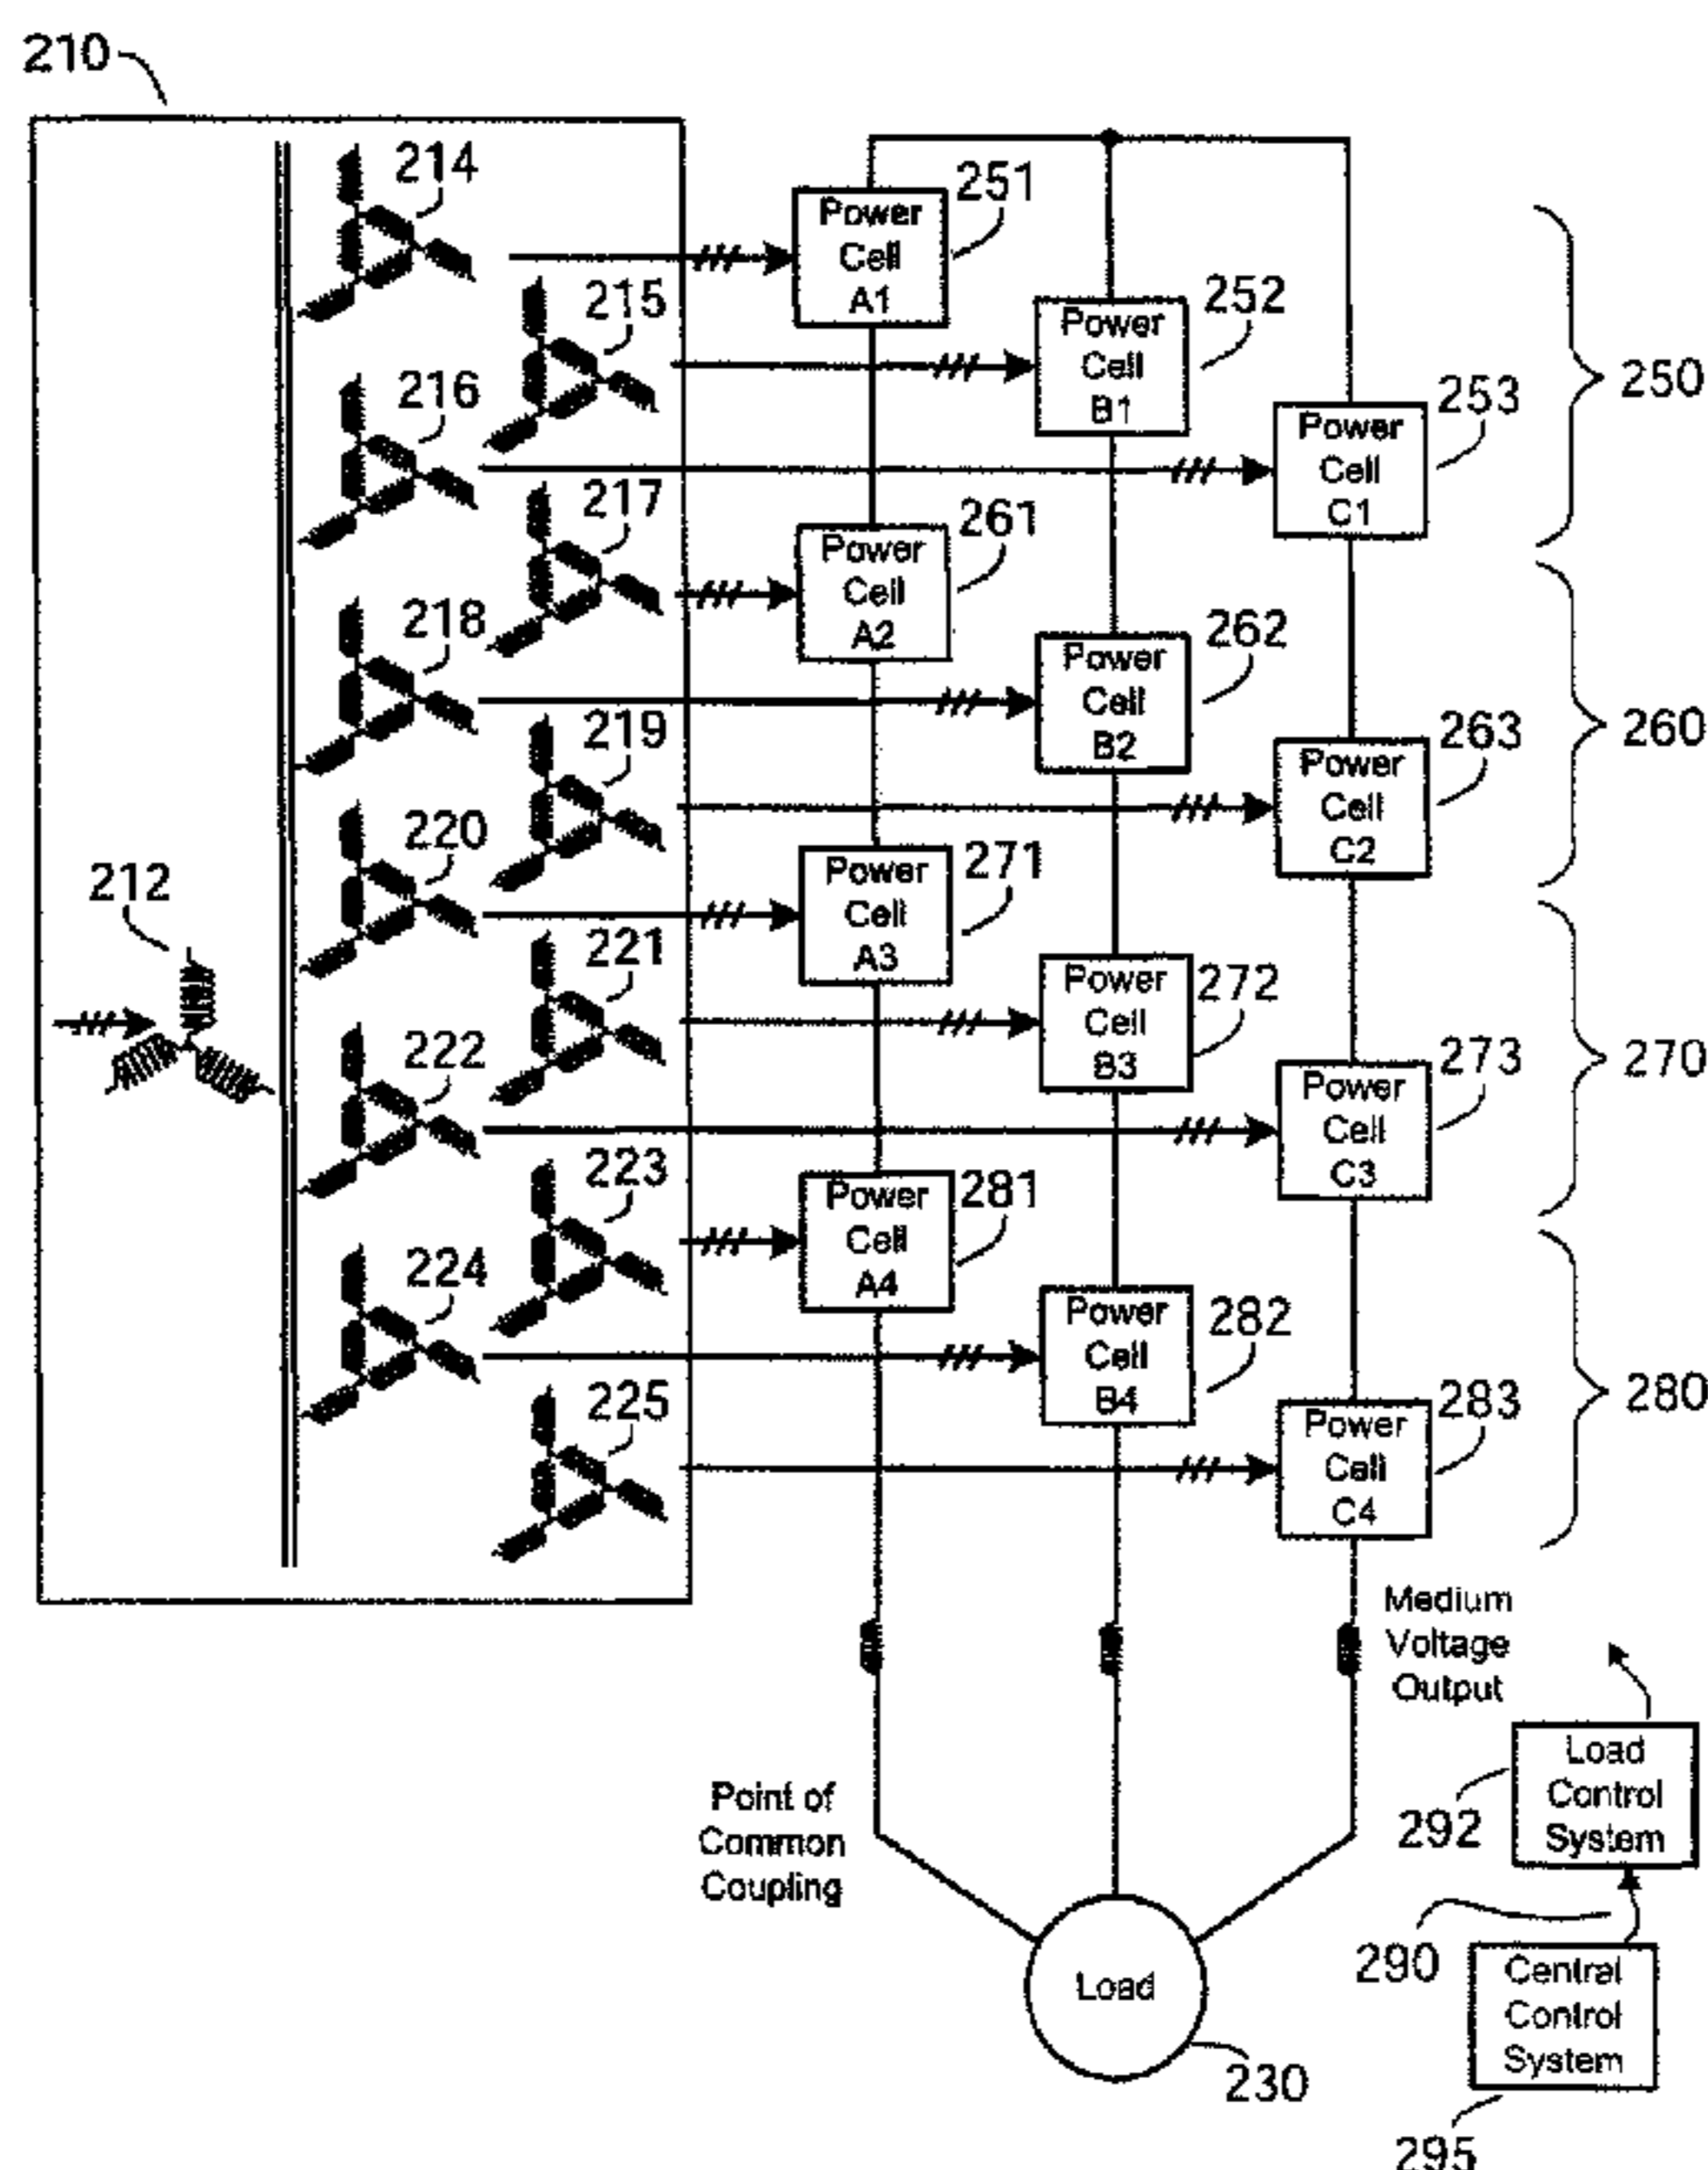 210
214
251
Power
Cell
A1
215
252
Power
Cell
B1
216
253
250
Power
Cell
C1
217
261
Power
Cell
A2
218
262
Power
Cell
B2
219
263
260
Power
Cell
C2
220
271
Power
Cell
A3
212
221
272
Power
Cell
B3
222
273
270
Power
Cell
C3
223
281
Power
Cell
A4
224
282
Power
Cell
B4
225
283
280
Power
Cell
C4
Medium
Voltage
Output
Load
Control
System
292
Point of
Common
Coupling
290
Load
230
Central
Control
System
295